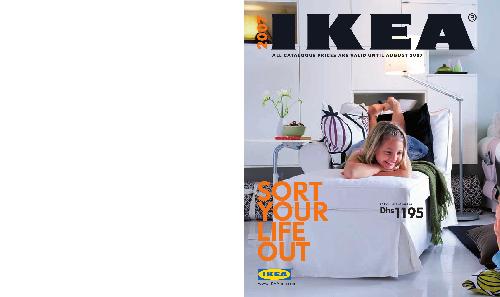 2007
IKEA®
ALL CATALOGUE PRICES ARE VALID UNTIL AUGUST 2007
SORT
YOUR
LIFE
OUT
Dhs1195
IKEA